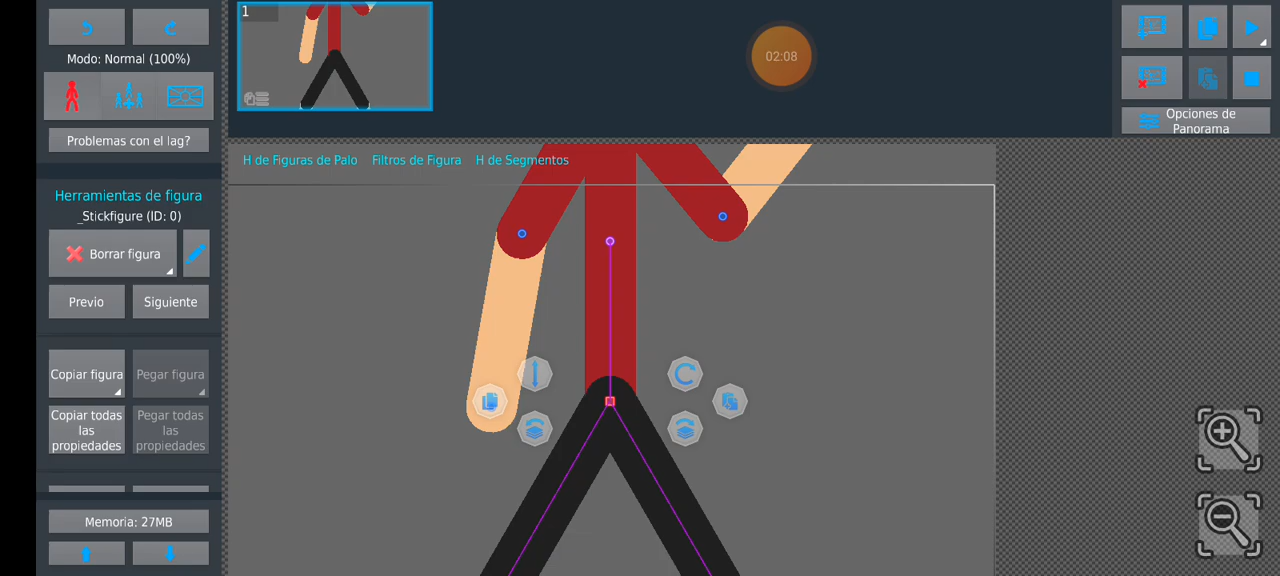 Modo: Normal (100%)
Problemas con el lag?
Herramientas de figura
_Stickfigure (ID: 0)
Borrar figura
Previo
Siguiente
Copiar figura
Pegar figura
Copiar todas
las
propiedades
Pegar todas
las
propiedades
Memoria: 27MB
1
02:08
Opciones de
Panorama
H de Figuras de Palo
Filtros de Figura
H de Segmentos